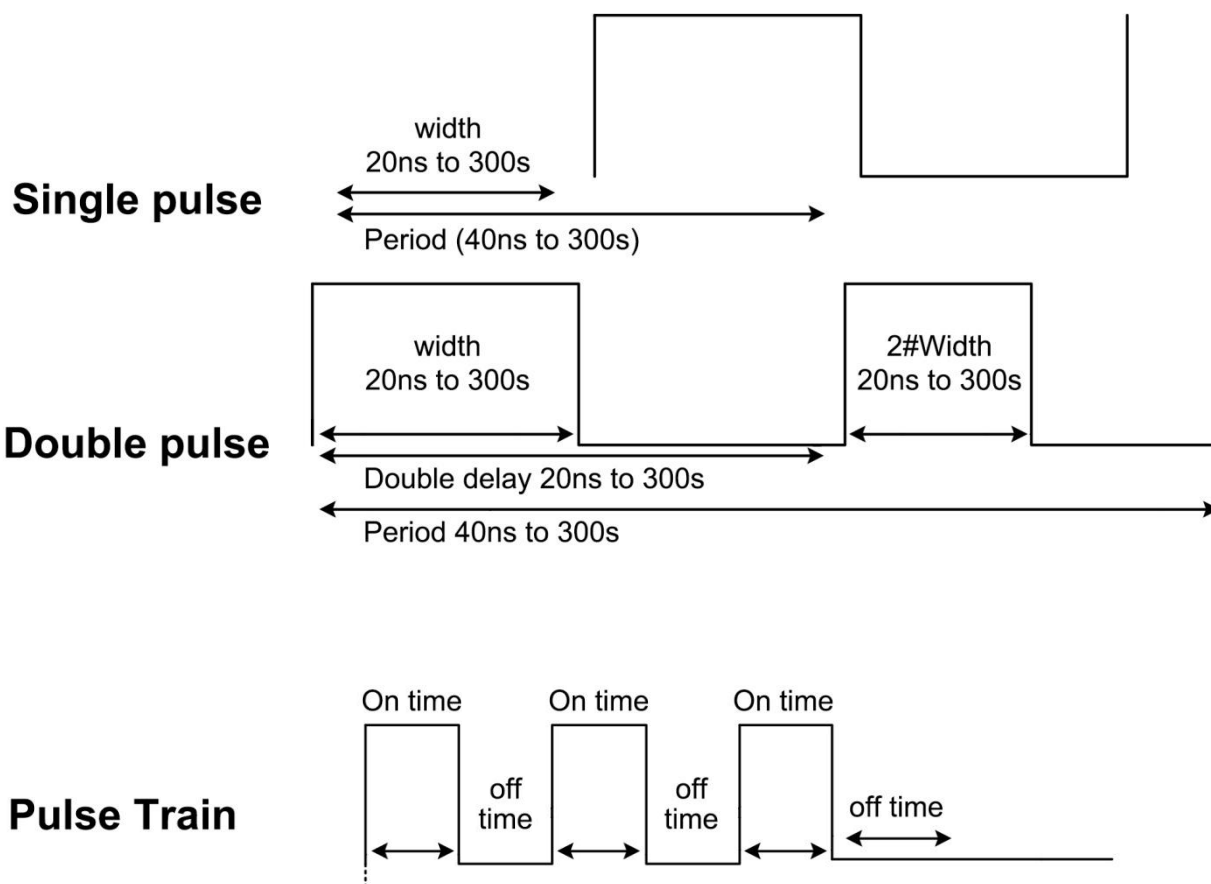 width
20ns to 300s
Single pulse
Period (40ns to 300s)
width
20ns to 300s
2#Width
20ns to 300s
Double pulse
Double delay 20ns to 300s
Period 40ns to 300s
On time
On time
On time
Pulse Train
off
time
off
time
off time